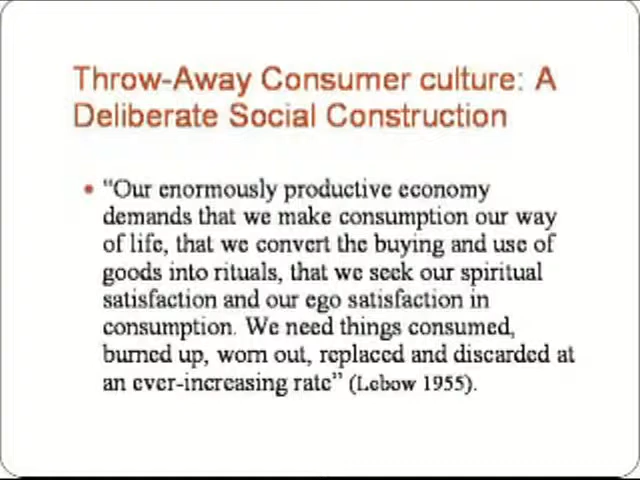 Throw-Away Consumer culture: A
Deliberate Social Construction
• "Our enormously productive economy
demands that we make consumption our way
of life, that we convert the buying and use of
goods into rituals, that we seek our spiritual
satisfaction and our ego satisfaction in
consumption. We need things consumed,
burned up, worn out, replaced and discarded at
an ever-increasing rate" (Lebow 1955).